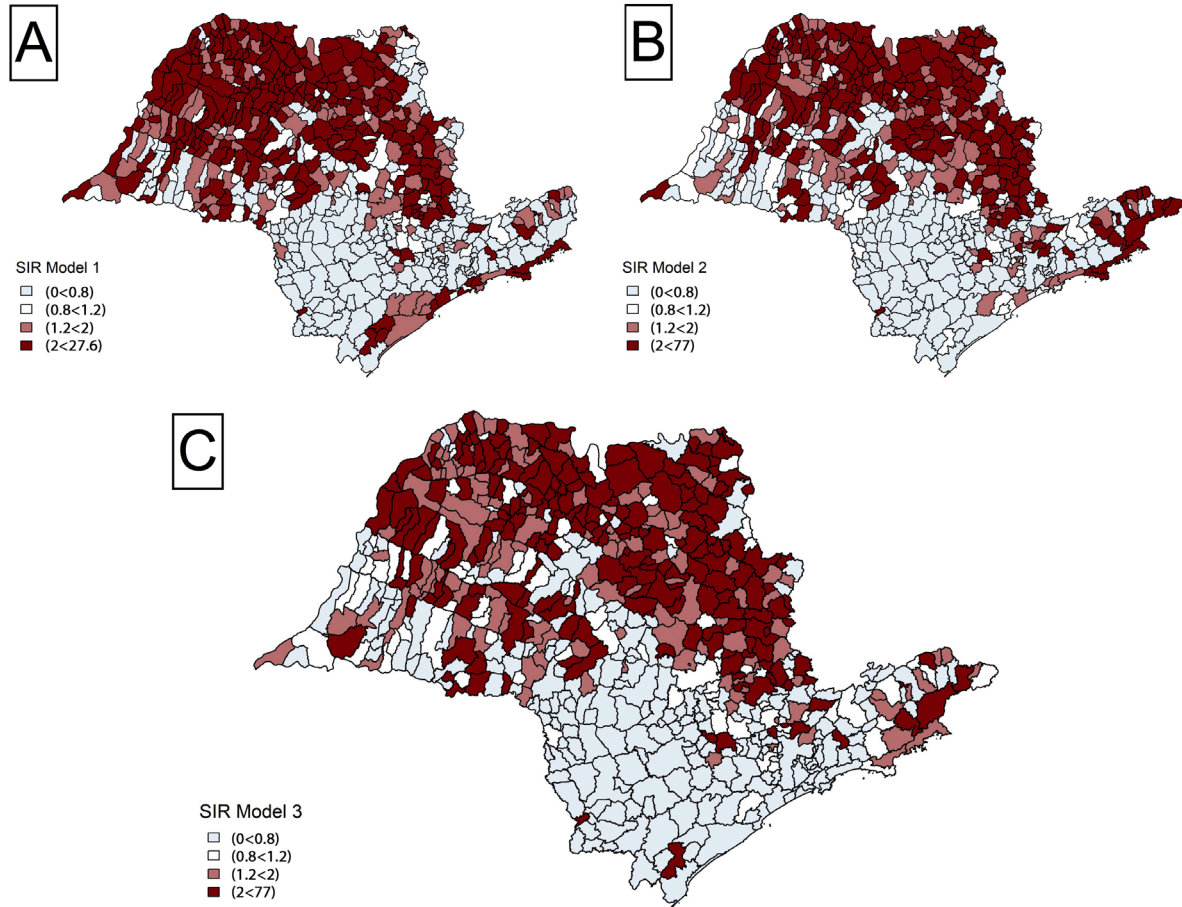 A
SIR Model 1
(0<0.8)
(0.8<1.2)
(1.2<2)
(2<27.6)
B
SIR Model 2
(0<0.8)
(0.8<1.2)
(1.2<2)
(2<77)
C
SIR Model 3
(0<0.8)
(0.8<1.2)
(1.2<2)
(2<77)